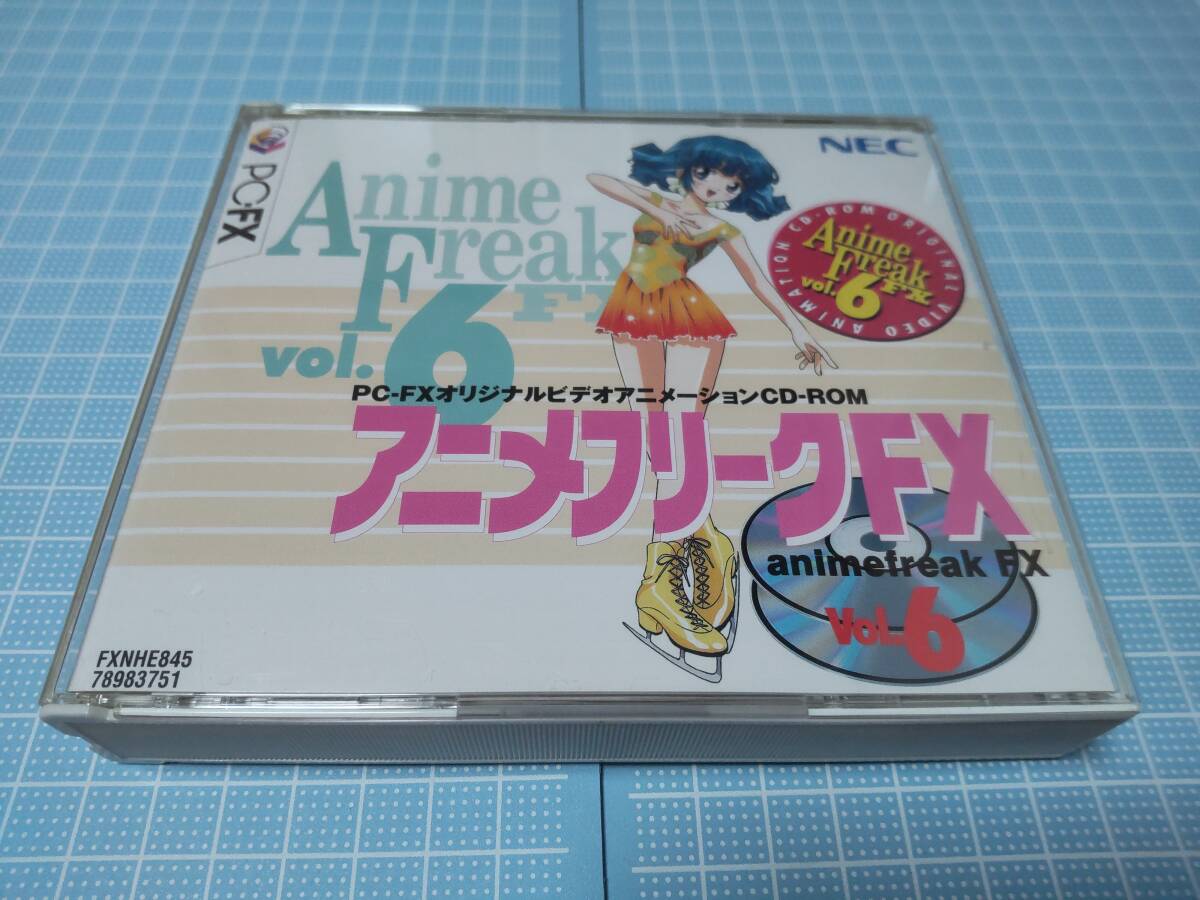 PC-FX
NEC
Anime
Freak
FX
vol. 6
CD-ROM ORIGINAL VIDEO ANIMATION
Anime
Freak
FX
vol. 6
PC-FXオリジナルビデオアニメーションCD-ROM
アニメフリークFX
animefreak FX
Vol.6
FXNHE845
78983751